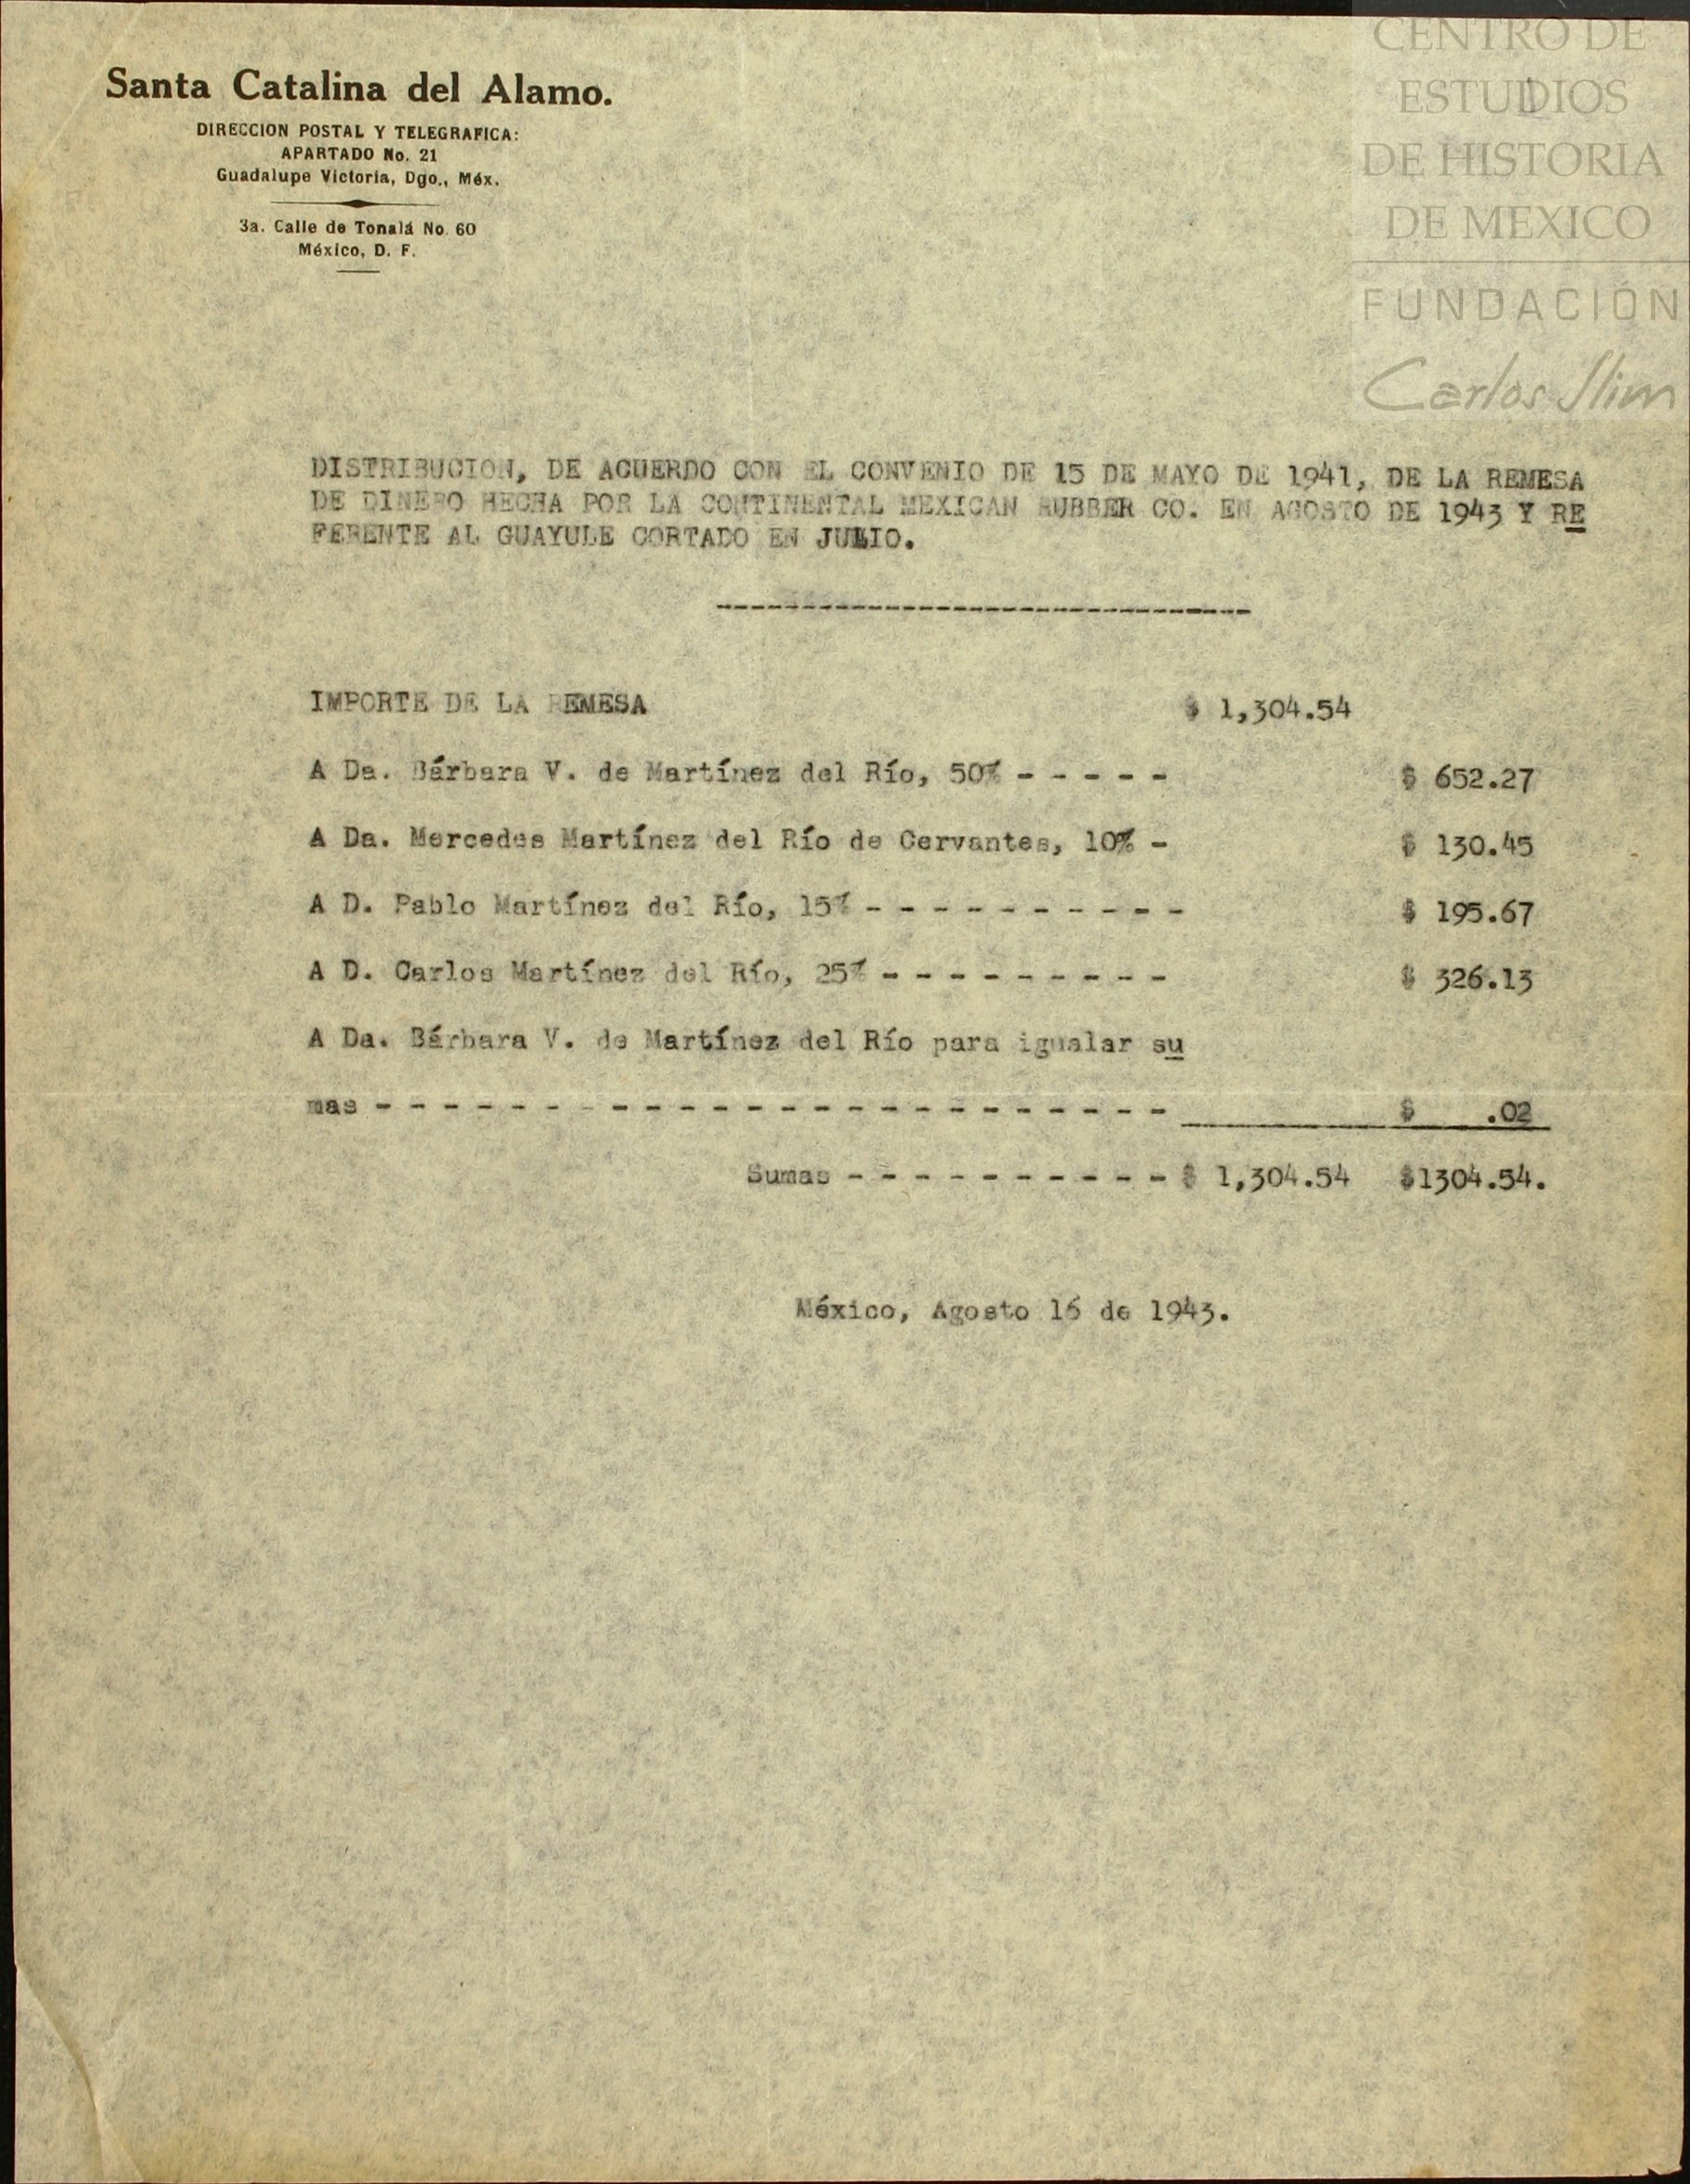 Santa Catalina del Alamo.
DIRECCION POSTAL Y TELEGRAFICA:
APARTADO No. 21
Guadalupe Victoria, Dgo., Méx.
3a. Calle de Tonalá No. 60
México, D. F.
CENTRO DE
ESTUDIOS
DE HISTORIA
DE MEXICO
FUNDACIÓN
Carlos Slim
DISTRIBUCION, DE ACUERDO CON EL CONVENIO DE 15 DE MAYO DE 1941, DE LA REMESA
DE DINERO HECHA POR LA CONTINENTAL MEXICAN RUBBER CO. EN AGOSTO DE 1943 Y RE
FERENTE AL GUAYULE CORTADO EN JULIO.
--------------------------------
IMPORTE DE LA REMESA $ 1,304.54
A Da. Bárbara V. de Martínez del Río, 50% - - - - - $ 652.27
A Da. Mercedes Martínez del Río de Cervantes, 10% - $ 130.45
A D. Pablo Martínez del Río, 15% - - - - - - - - - - $ 195.67
A D. Carlos Martínez del Río, 25% - - - - - - - - - $ 326.13
A Da. Bárbara V. de Martínez del Río para igualar su
mas - - - - - - - - - - - - - - - - - - - - - - - - $ .02
Sumas - - - - - - - - - - $ 1,304.54 $1304.54.
México, Agosto 16 de 1943.